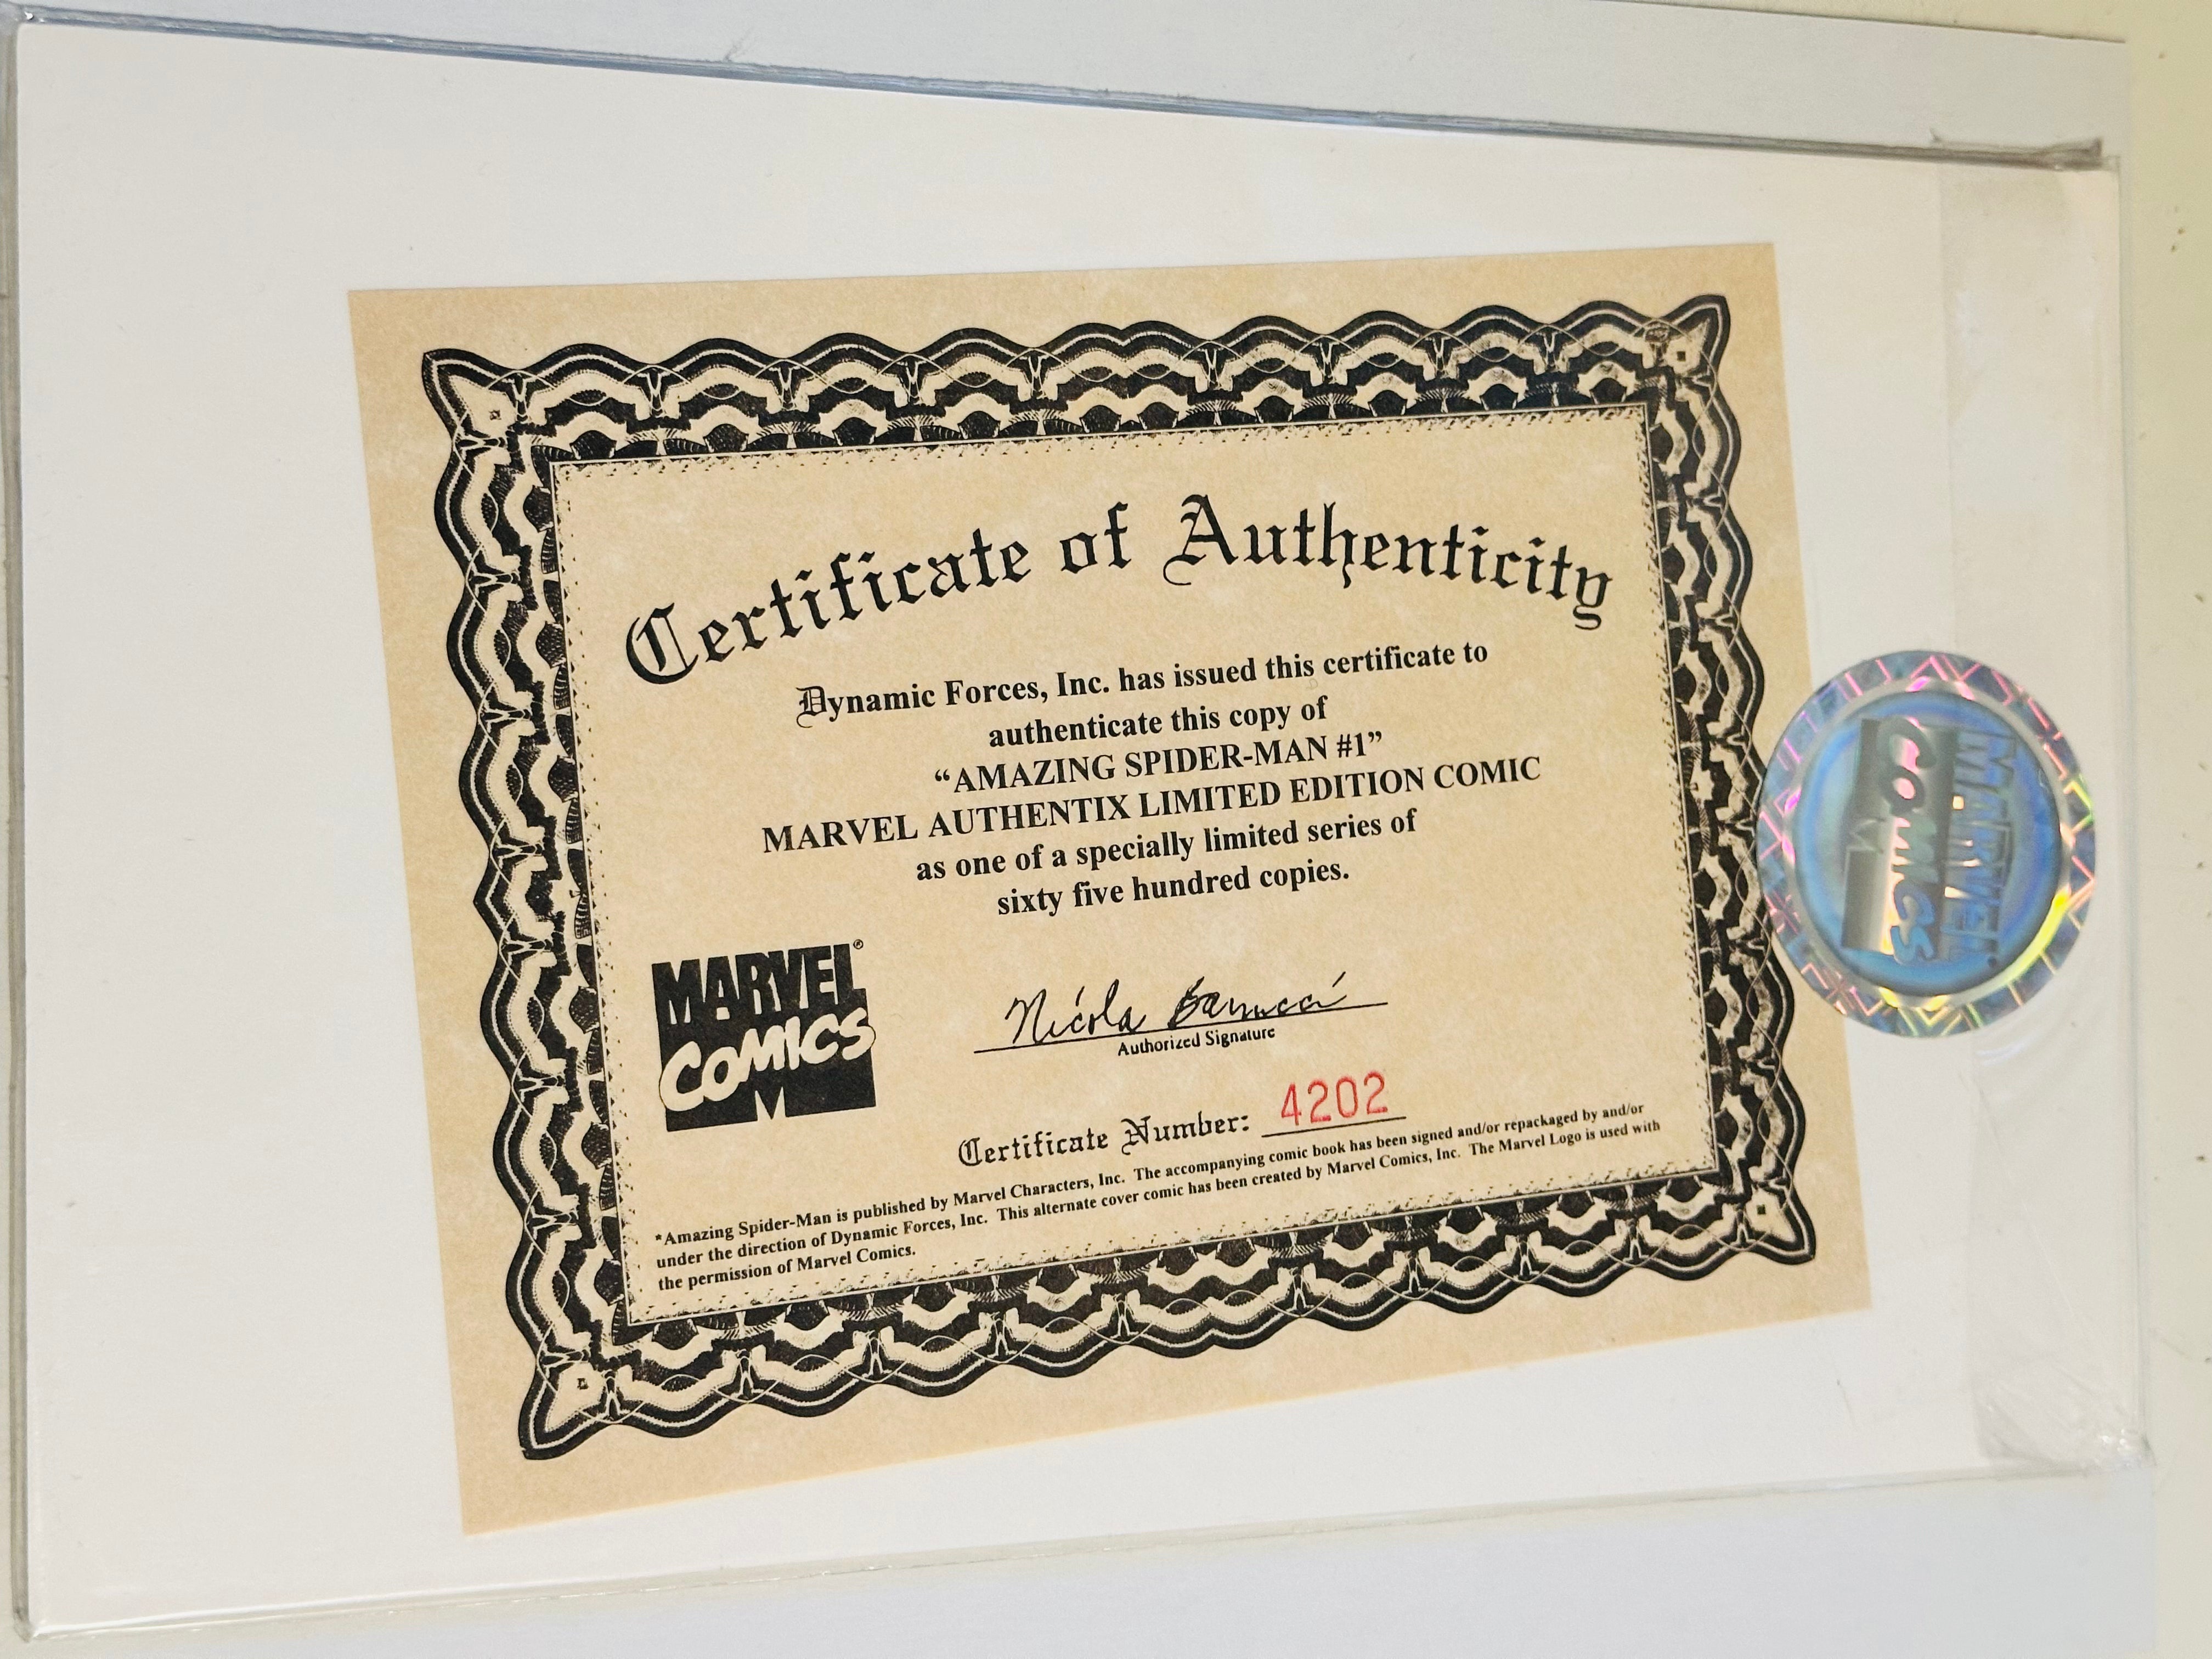 Certificate of Authenticity
Dynamic Forces, Inc. has issued this certificate to
authenticate this copy of
“AMAZING SPIDER-MAN #1”
MARVEL AUTHENTIX LIMITED EDITION COMIC
as one of a specially limited series of
sixty five hundred copies.
MARVEL®
COMICS
Nicola Barrucci
Authorized Signature
Certificate Number: 4202
*Amazing Spider-Man is published by Marvel Characters, Inc. The accompanying comic book has been signed and/or repackaged by and/or
under the direction of Dynamic Forces, Inc. This alternate cover comic has been created by Marvel Comics, Inc. The Marvel Logo is used with
the permission of Marvel Comics.
MARVEL®
COMICS